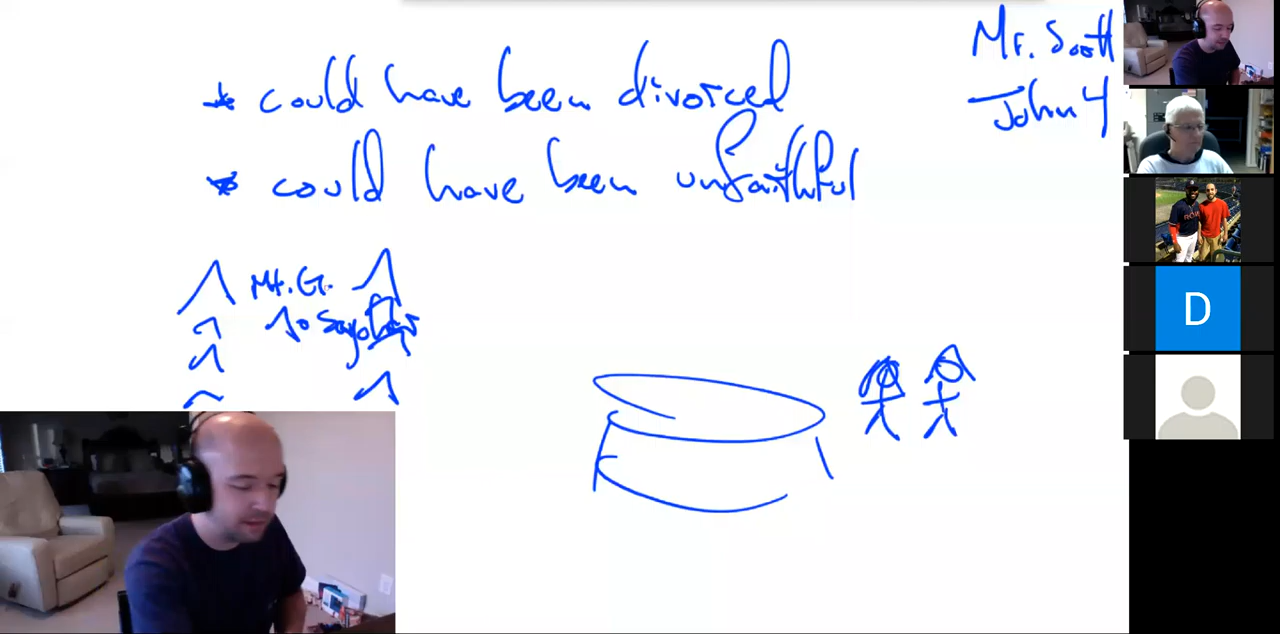 * could have been divorced
* could have been unfaithful
Mr. Scott
John 4
Mt. G.
D